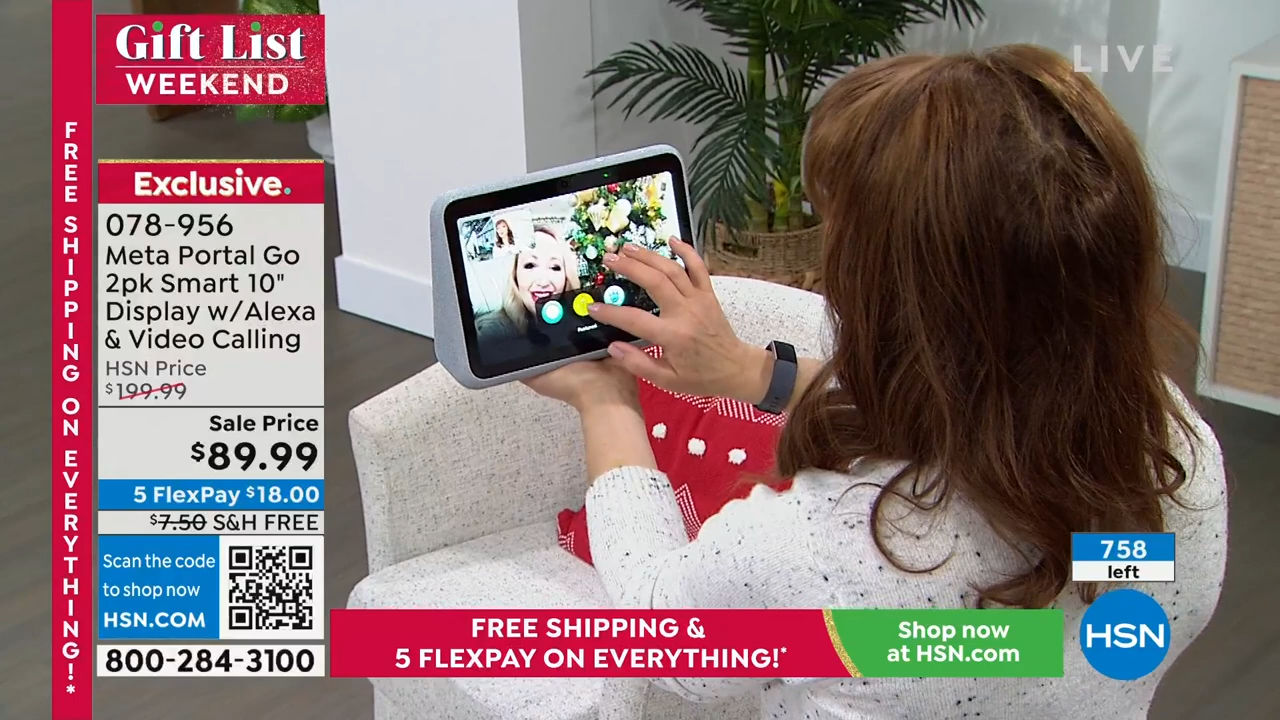 FREE SHIPPING ON EVERYTHING!*
Gift List
WEEKEND
Exclusive.
078-956
Meta Portal Go
2pk Smart 10"
Display w/Alexa
& Video Calling
HSN Price
$199.99
Sale Price
$89.99
5 FlexPay $18.00
$7.50 S&H FREE
Scan the code
to shop now
HSN.COM
800-284-3100
LIVE
758
left
FREE SHIPPING &
5 FLEXPAY ON EVERYTHING!*
Shop now
at HSN.com
HSN